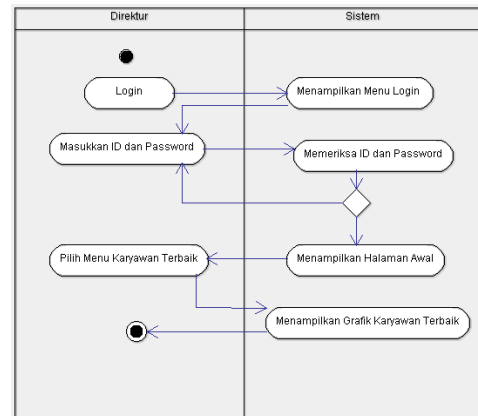 Direktur
Sistem
Login
Menampilkan Menu Login
Masukkan ID dan Password
Memeriksa ID dan Password
Pilih Menu Karyawan Terbaik
Menampilkan Halaman Awal
Menampilkan Grafik Karyawan Terbaik